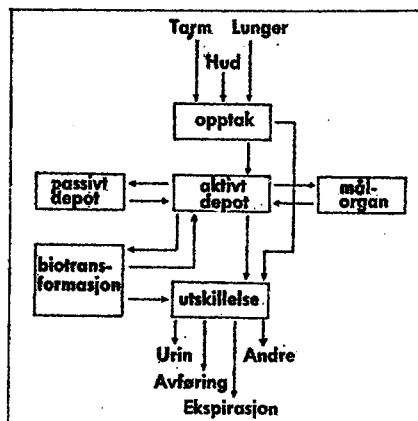 Tarm Lunger
Hud
opptak
passivt
depot
aktivt
depot
mål-
organ
biotrans-
formasjon
utskillelse
Urin
Andre
Avføring
Ekspirasjon